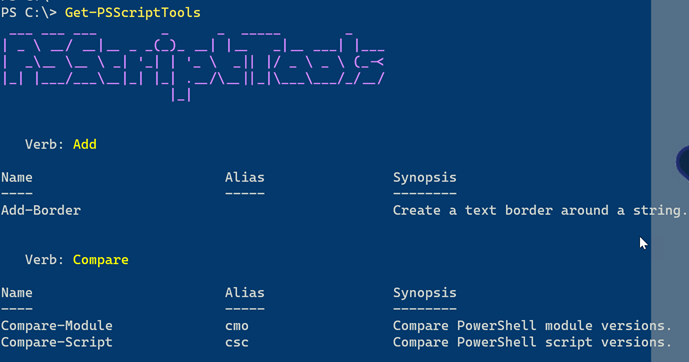 PS C:\> Get-PSScriptTools
PSScriptTools
Verb: Add
Name Alias Synopsis
---- ----- --------
Add-Border Create a text border around a string.
Verb: Compare
Name Alias Synopsis
---- ----- --------
Compare-Module cmo Compare PowerShell module versions.
Compare-Script csc Compare PowerShell script versions.